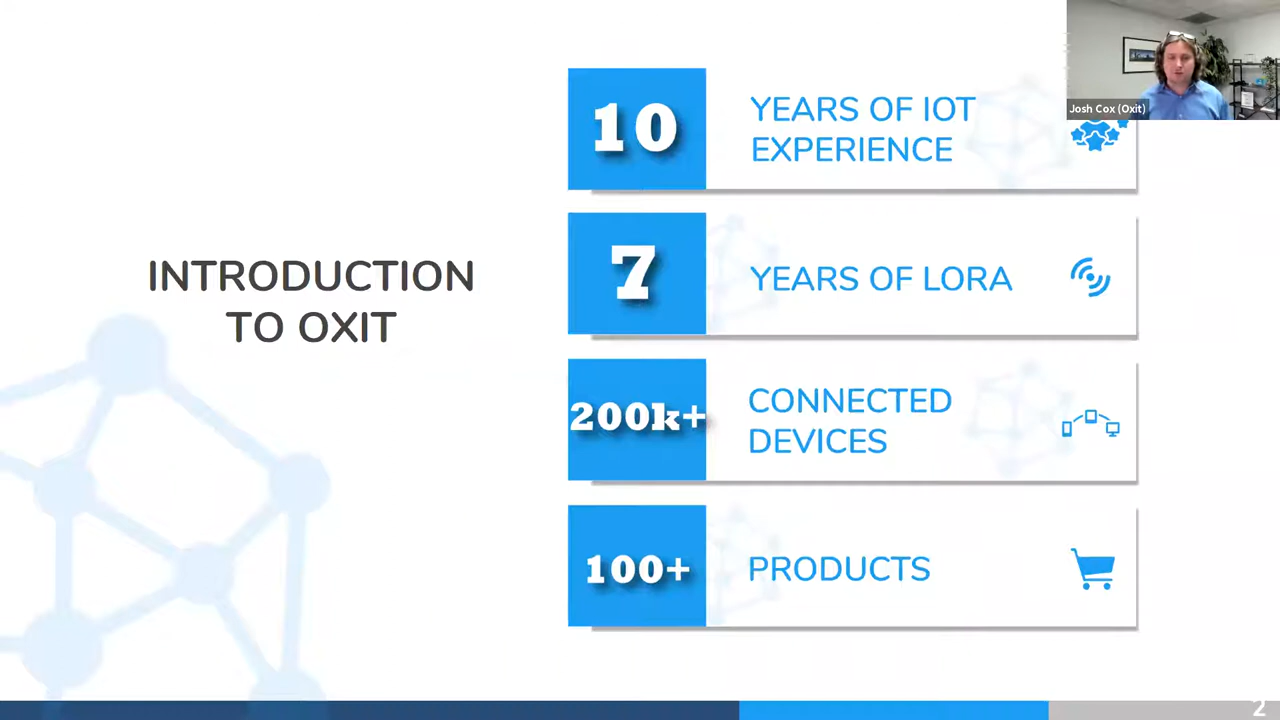 Josh Cox (Oxit)
INTRODUCTION
TO OXIT
10
YEARS OF IOT
EXPERIENCE
7
YEARS OF LORA
200k+
CONNECTED
DEVICES
100+
PRODUCTS
2